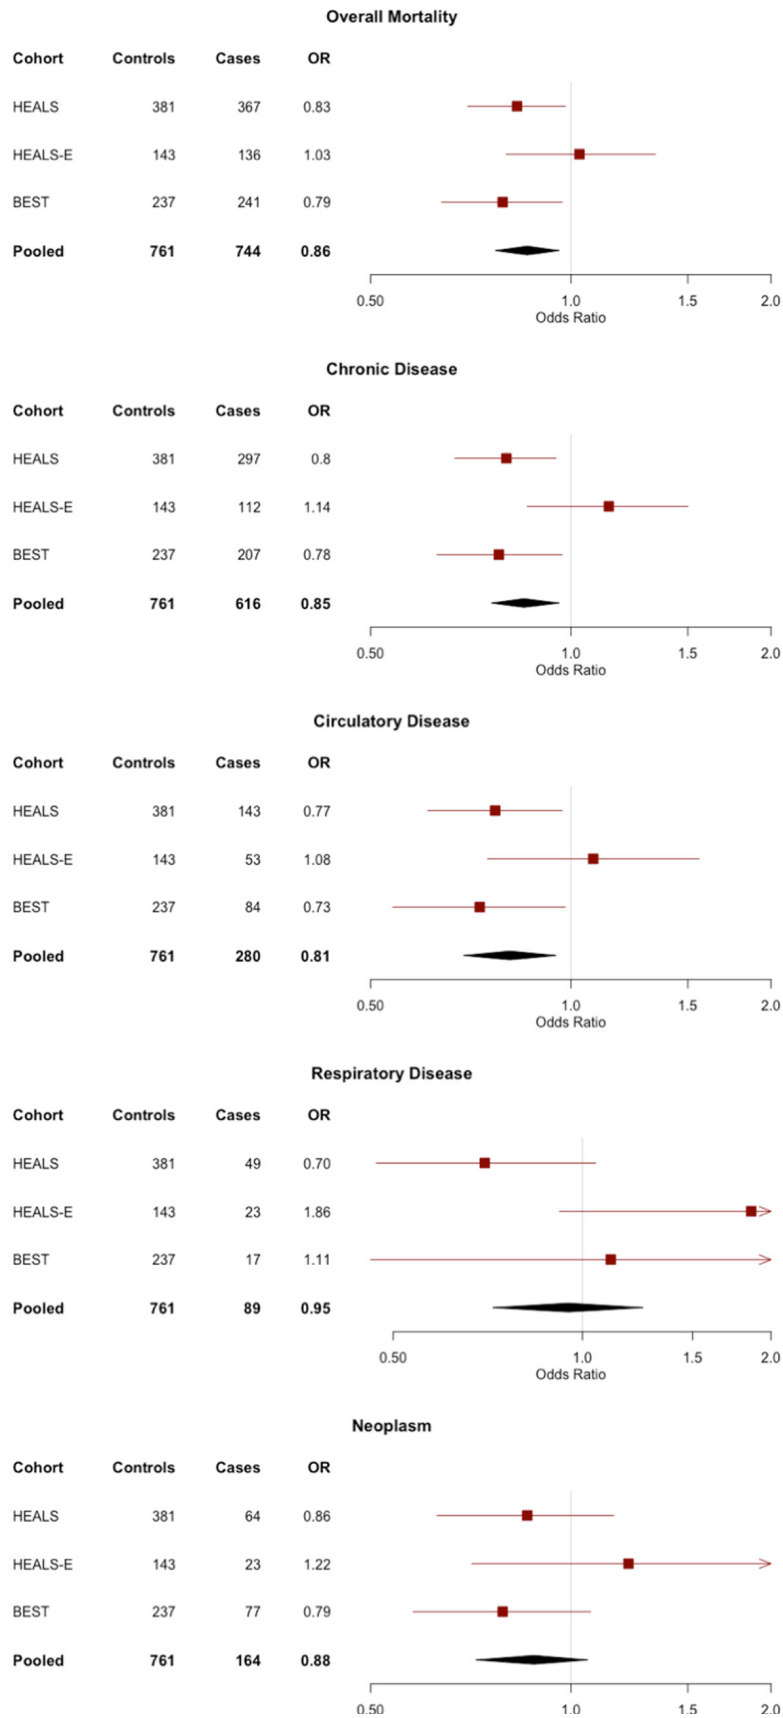 Overall Mortality
Cohort Controls Cases OR
HEALS 381 367 0.83
HEALS-E 143 136 1.03
BEST 237 241 0.79
Pooled 761 744 0.86
0.50 1.0 1.5 2.0
Odds Ratio
Chronic Disease
Cohort Controls Cases OR
HEALS 381 297 0.8
HEALS-E 143 112 1.14
BEST 237 207 0.78
Pooled 761 616 0.85
0.50 1.0 1.5 2.0
Odds Ratio
Circulatory Disease
Cohort Controls Cases OR
HEALS 381 143 0.77
HEALS-E 143 53 1.08
BEST 237 84 0.73
Pooled 761 280 0.81
0.50 1.0 1.5 2.0
Odds Ratio
Respiratory Disease
Cohort Controls Cases OR
HEALS 381 49 0.70
HEALS-E 143 23 1.86
BEST 237 17 1.11
Pooled 761 89 0.95
0.50 1.0 1.5 2.0
Odds Ratio
Neoplasm
Cohort Controls Cases OR
HEALS 381 64 0.86
HEALS-E 143 23 1.22
BEST 237 77 0.79
Pooled 761 164 0.88
0.50 1.0 1.5 2.0